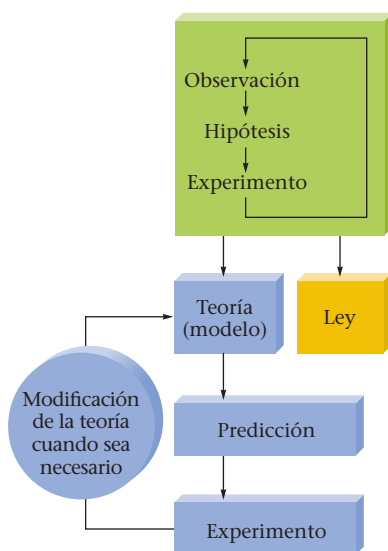 Observación
Hipótesis
Experimento
Teoría
(modelo)
Ley
Modificación
de la teoría
cuando sea
necesario
Predicción
Experimento